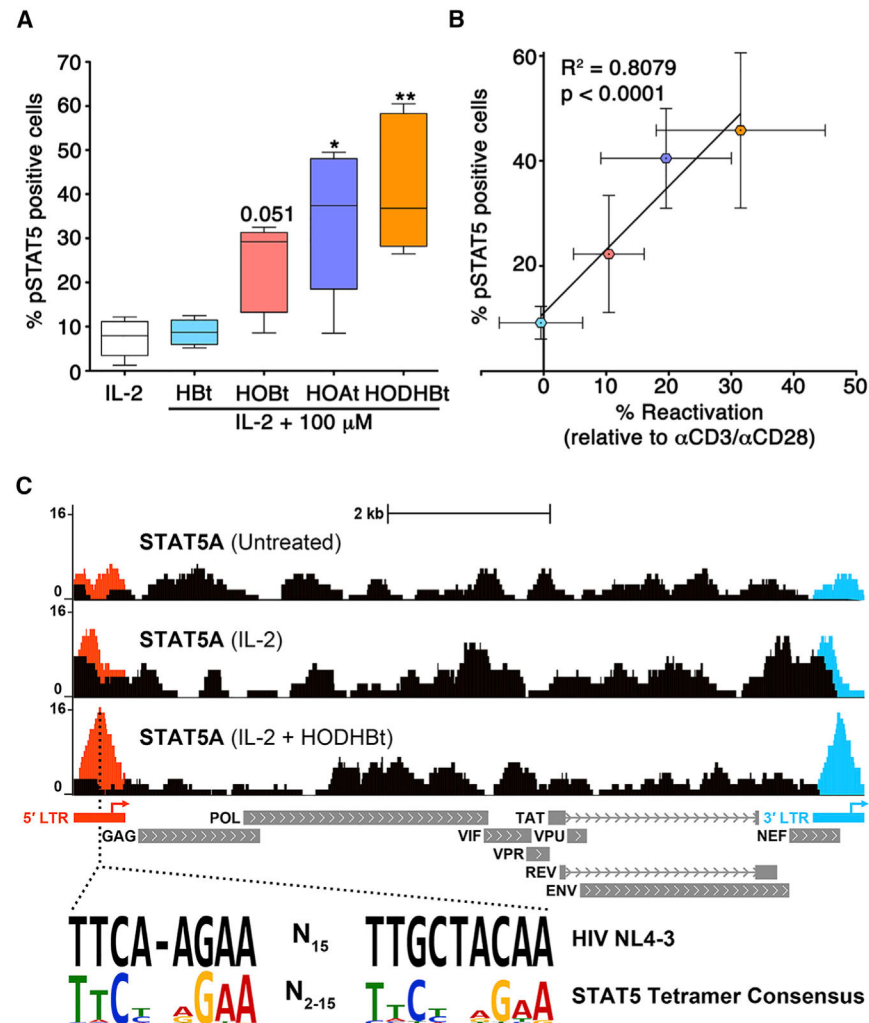 A
B
70
60
50
40
30
20
10
0
% pSTAT5 positive cells
0.051
*
**
IL-2 HBt HOBt HOAt HODHBt
IL-2 + 100 μM
60
40
20
% pSTAT5 positive cells
R² = 0.8079
p < 0.0001
0 10 20 30 40 50
% Reactivation
(relative to αCD3/αCD28)
C
16
2 kb
STAT5A (Untreated)
0
16
STAT5A (IL-2)
0
16
STAT5A (IL-2 + HODHBt)
0
5′ LTR POL TAT 3′ LTR
GAG VIF VPU NEF
VPR
REV
ENV
TTCA-AGAA N15 TTGCTACAA HIV NL4-3
TTCT AGAA N2-15 TTCT AGAA STAT5 Tetramer Consensus